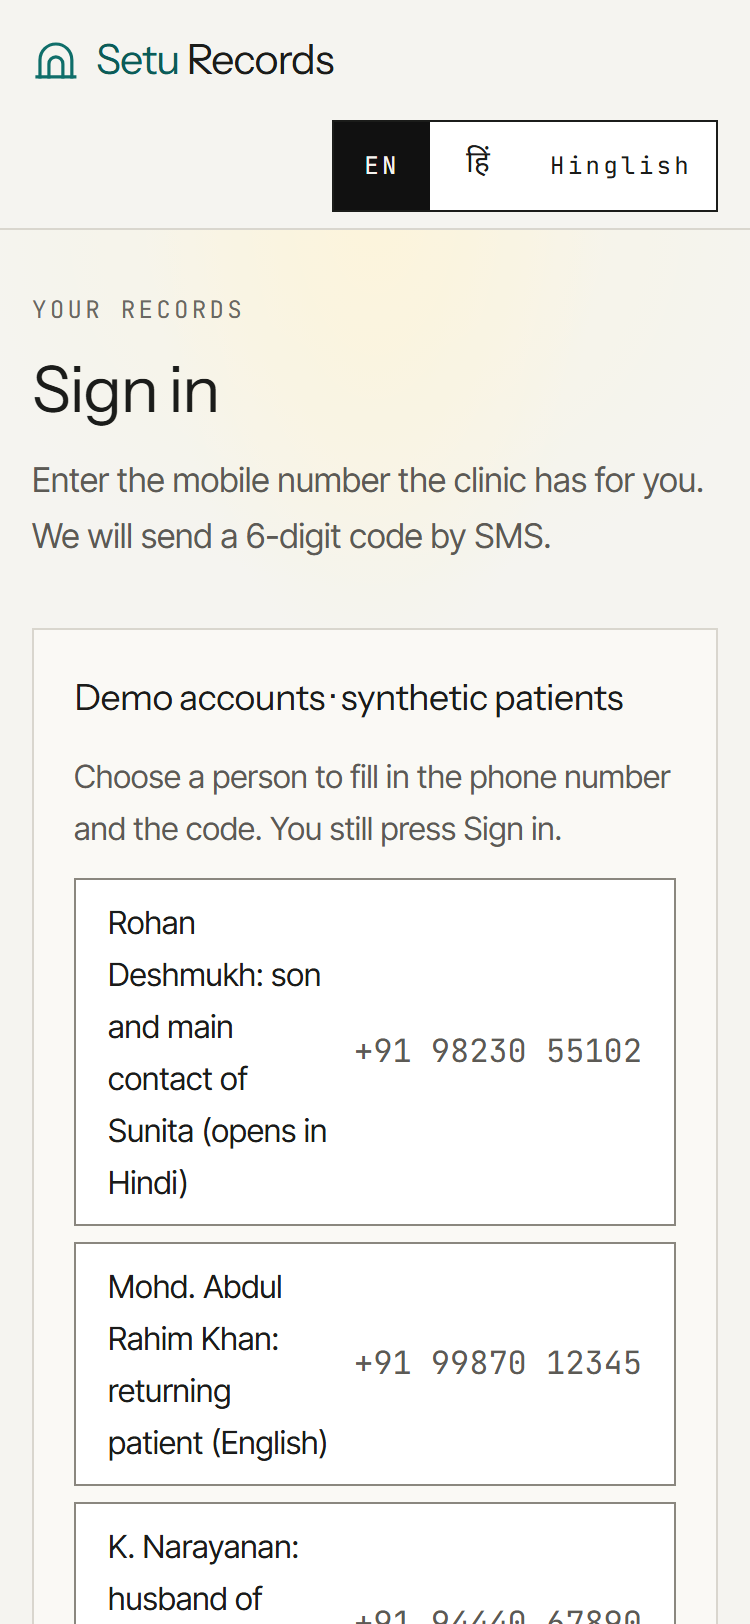 Setu Records
EN हिं Hinglish
YOUR RECORDS
Sign in
Enter the mobile number the clinic has for you.
We will send a 6-digit code by SMS.
Demo accounts · synthetic patients
Choose a person to fill in the phone number
and the code. You still press Sign in.
Rohan
Deshmukh: son
and main
contact of
Sunita (opens in
Hindi)
+91 98230 55102
Mohd. Abdul
Rahim Khan:
returning
patient (English)
+91 99870 12345
K. Narayanan:
husband of
+91 94440 67890